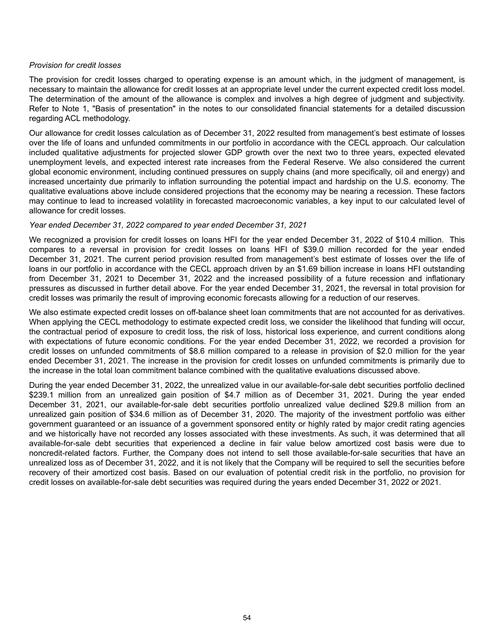 Provision for credit losses
The provision for credit losses charged to operating expense is an amount which, in the judgment of management, is
necessary to maintain the allowance for credit losses at an appropriate level under the current expected credit loss model.
The determination of the amount of the allowance is complex and involves a high degree of judgment and subjectivity.
Refer to Note 1, "Basis of presentation" in the notes to our consolidated financial statements for a detailed discussion
regarding ACL methodology.
Our allowance for credit losses calculation as of December 31, 2022 resulted from management's best estimate of losses
over the life of loans and unfunded commitments in our portfolio in accordance with the CECL approach. Our calculation
included qualitative adjustments for projected slower GDP growth over the next two to three years, expected elevated
unemployment levels, and expected interest rate increases from the Federal Reserve. We also considered the current
global economic environment, including continued pressures on supply chains (and more specifically, oil and energy) and
increased uncertainty due primarily to inflation surrounding the potential impact and hardship on the U.S. economy. The
qualitative evaluations above include considered projections that the economy may be nearing a recession. These factors
may continue to lead to increased volatility in forecasted macroeconomic variables, a key input to our calculated level of
allowance for credit losses.
Year ended December 31, 2022 compared to year ended December 31, 2021
We recognized a provision for credit losses on loans HFI for the year ended December 31, 2022 of $10.4 million. This
compares to a reversal in provision for credit losses on loans HFI of $39.0 million recorded for the year ended
December 31, 2021. The current period provision resulted from management's best estimate of losses over the life of
loans in our portfolio in accordance with the CECL approach driven by an $1.69 billion increase in loans HFI outstanding
from December 31, 2021 to December 31, 2022 and the increased possibility of a future recession and inflationary
pressures as discussed in further detail above. For the year ended December 31, 2021, the reversal in total provision for
credit losses was primarily the result of improving economic forecasts allowing for a reduction of our reserves.
We also estimate expected credit losses on off-balance sheet loan commitments that are not accounted for as derivatives.
When applying the CECL methodology to estimate expected credit loss, we consider the likelihood that funding will occur,
the contractual period of exposure to credit loss, the risk of loss, historical loss experience, and current conditions along
with expectations of future economic conditions. For the year ended December 31, 2022, we recorded a provision for
credit losses on unfunded commitments of $8.6 million compared to a release in provision of $2.0 million for the year
ended December 31, 2021. The increase in the provision for credit losses on unfunded commitments is primarily due to
the increase in the total loan commitment balance combined with the qualitative evaluations discussed above.
During the year ended December 31, 2022, the unrealized value in our available-for-sale debt securities portfolio declined
$239.1 million from an unrealized gain position of $4.7 million as of December 31, 2021. During the year ended
December 31, 2021, our available-for-sale debt securities portfolio unrealized value declined $29.8 million from an
unrealized gain position of $34.6 million as of December 31, 2020. The majority of the investment portfolio was either
government guaranteed or an issuance of a government sponsored entity or highly rated by major credit rating agencies
and we historically have not recorded any losses associated with these investments. As such, it was determined that all
available-for-sale debt securities that experienced a decline in fair value below amortized cost basis were due to
noncredit-related factors. Further, the Company does not intend to sell those available-for-sale securities that have an
unrealized loss as of December 31, 2022, and it is not likely that the Company will be required to sell the securities before
recovery of their amortized cost basis. Based on our evaluation of potential credit risk in the portfolio, no provision for
credit losses on available-for-sale debt securities was required during the years ended December 31, 2022 or 2021.
54